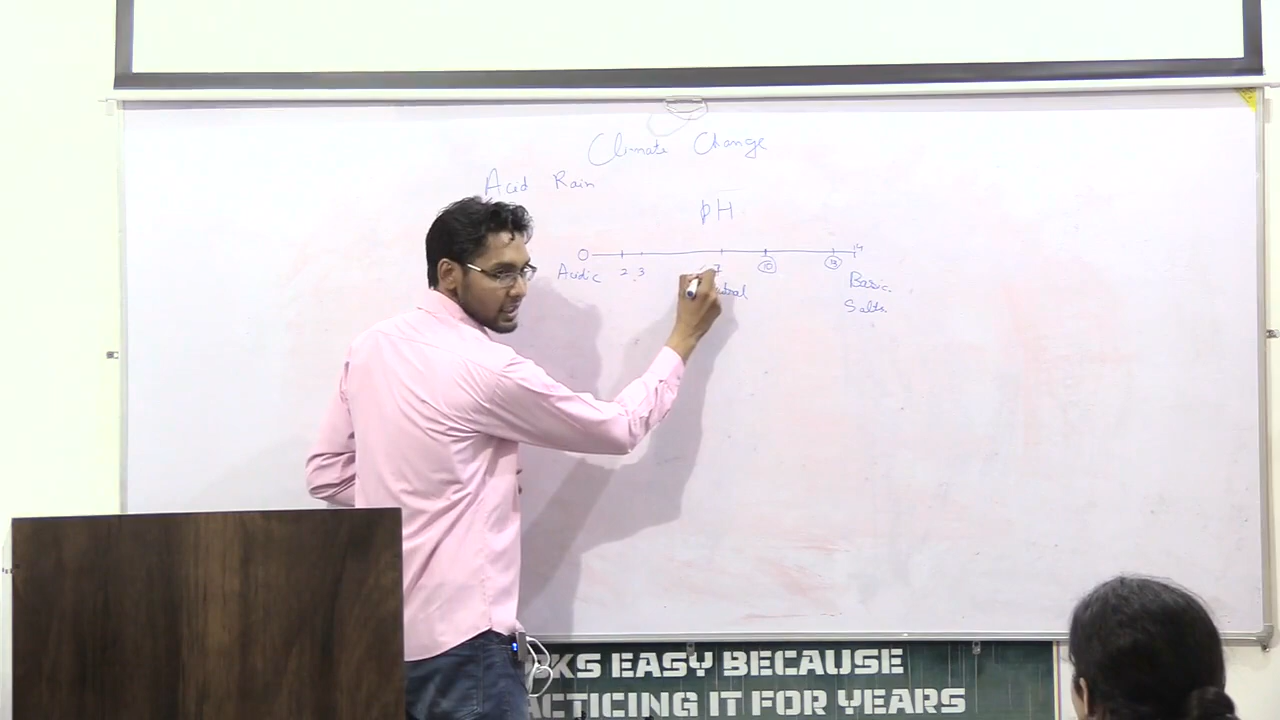 Climate Change
Acid Rain
pH
0 14
2 3 7 10 13
Acidic Basic
Salts
KS EASY BECAUSE
ACTICING IT FOR YEARS